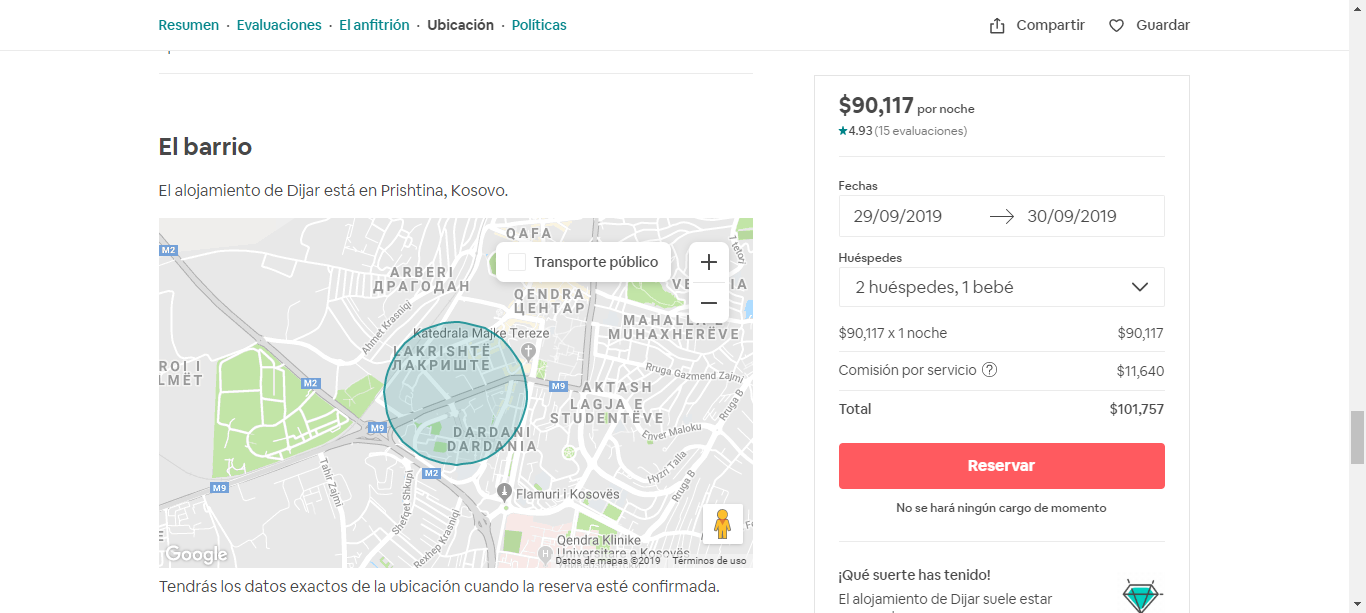 Resumen · Evaluaciones · El anfitrión · Ubicación · Políticas
Compartir
Guardar
El barrio
El alojamiento de Dijar está en Prishtina, Kosovo.
QAFA
M2
Transporte público
+
1 tetori
ARBERI
ДРАГОДАН
QENDRA
ЦЕНТАР
MAHALLA E
MUHAXHERËVE
Ahmet Krasniqi
Katedrala Majke Tereze
LAKRISHTË
ЛАКРИШТЕ
ROI I
LMËT
M2
M9
Rruga Gazmend Zajmi
AKTASH
Rruga B
LAGJA E
STUDENTËVE
M9
DARDANI
DARDANIA
Enver Maloku
M2
Tahir Zajmi
Hyzri Talla
M9
Shefqet Shkupi
Rruga B
Flamuri i Kosovës
Rexhep Krasniqi
Qendra Klinike
Universitare e Kosovës
Google
Datos de mapas ©2019
Términos de uso
Tendrás los datos exactos de la ubicación cuando la reserva esté confirmada.
$90,117 por noche
★4.93 (15 evaluaciones)
Fechas
29/09/2019 → 30/09/2019
Huéspedes
2 huéspedes, 1 bebé
$90,117 x 1 noche $90,117
Comisión por servicio ? $11,640
Total $101,757
Reservar
No se hará ningún cargo de momento
¡Qué suerte has tenido!
El alojamiento de Dijar suele estar